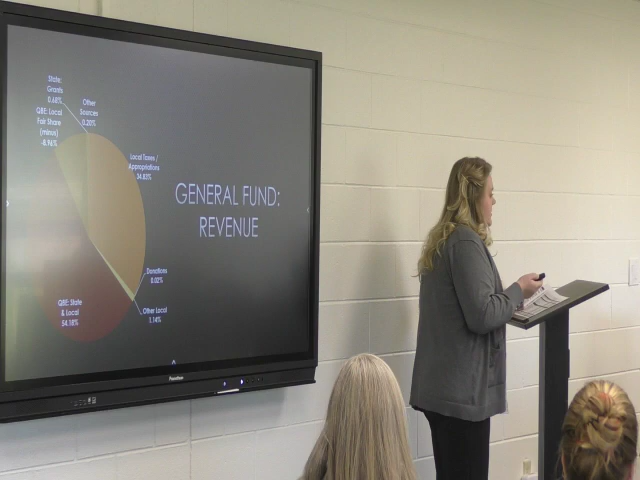 State:
Grants
0.68%
Other
Sources
0.20%
QBE: Local
Fair Share
(minus)
-8.96%
Local Taxes /
Appropriations
34.83%
GENERAL FUND:
REVENUE
Donations
0.02%
Other Local
1.14%
QBE: State
& Local
54.18%